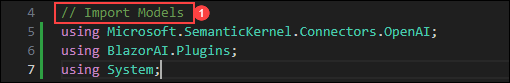 4 // Import Models 1
5 using Microsoft.SemanticKernel.Connectors.OpenAI;
6 using BlazorAI.Plugins;
7 using System;